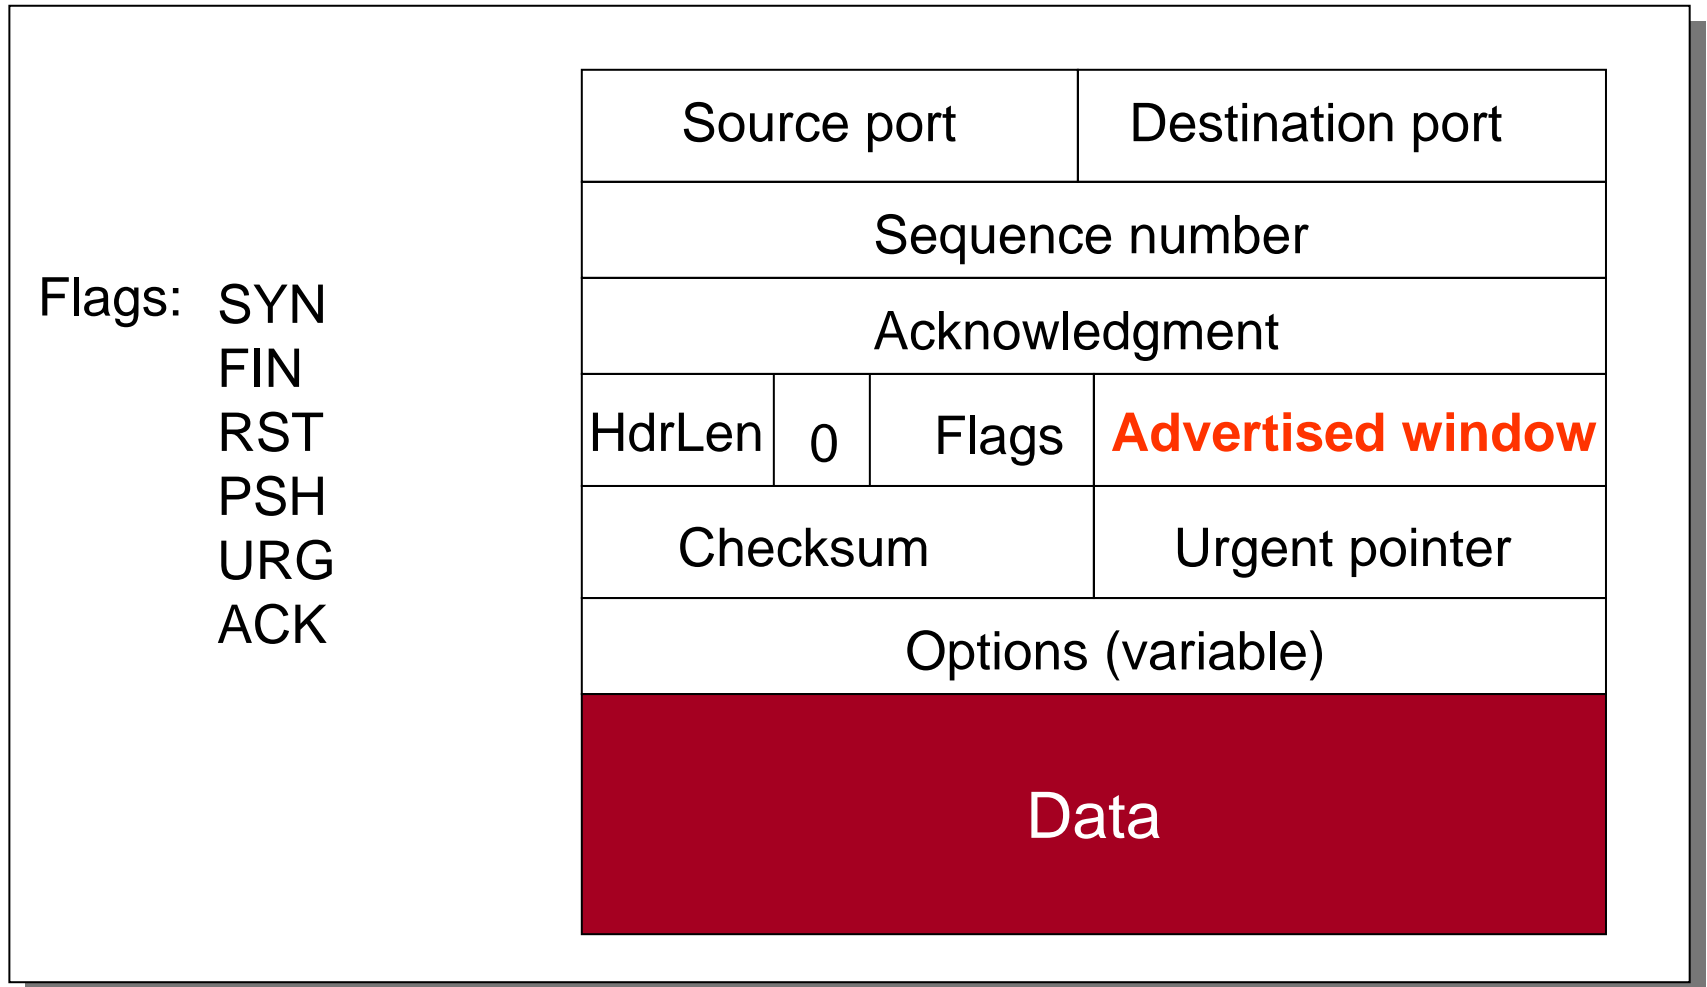 Flags:
SYN
FIN
RST
PSH
URG
ACK
Source port
Destination port
Sequence number
Acknowledgment
HdrLen
0
Flags
Advertised window
Checksum
Urgent pointer
Options (variable)
Data